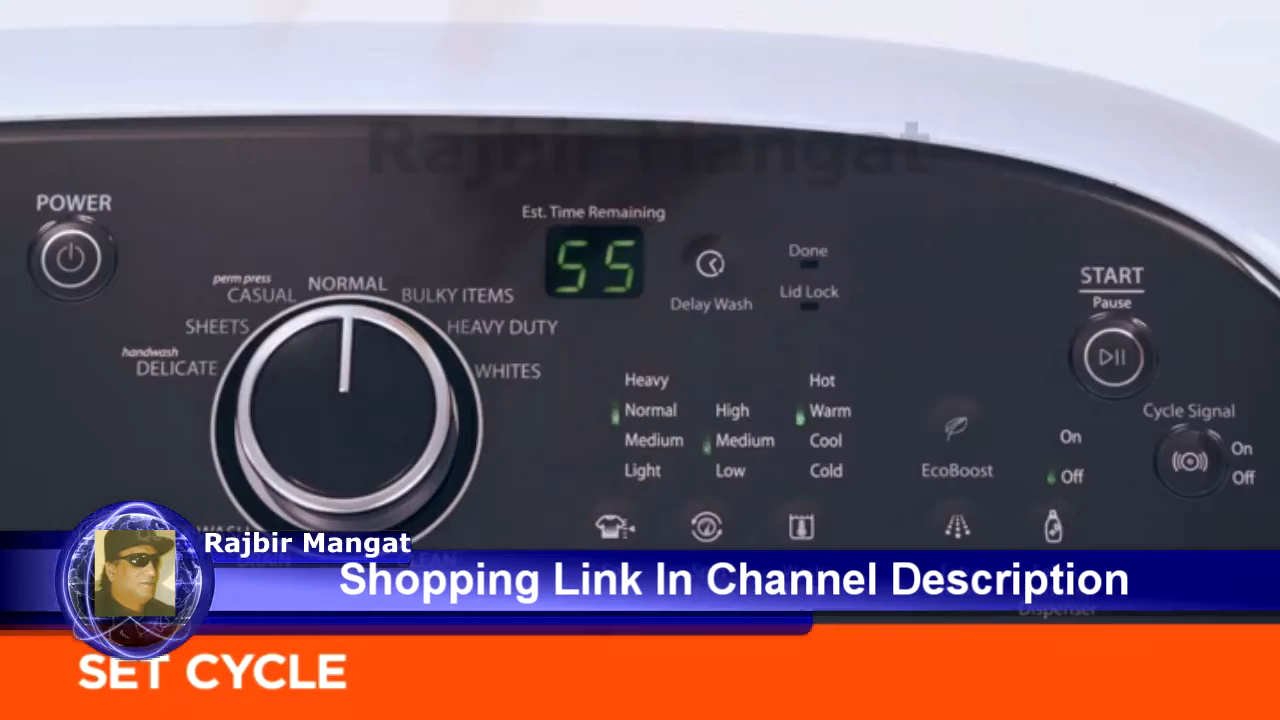 Rajbir Mangat
POWER
Est. Time Remaining
55
Delay Wash
Done
Lid Lock
START
Pause
perm press
CASUAL
NORMAL
BULKY ITEMS
SHEETS
HEAVY DUTY
handwash
DELICATE
WHITES
Heavy
Normal
Medium
Light
High
Medium
Low
Hot
Warm
Cool
Cold
EcoBoost
On
Off
Cycle Signal
On
Off
Rajbir Mangat
Shopping Link In Channel Description
Dispenser
SET CYCLE